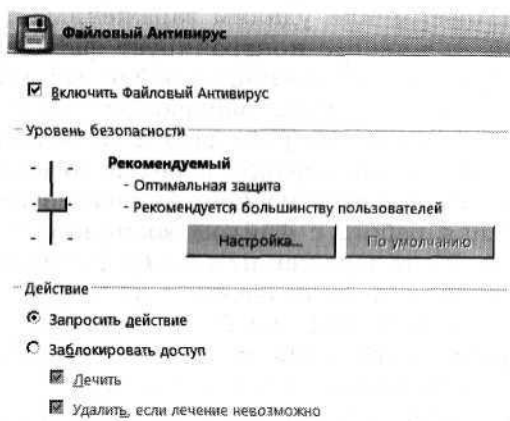 Файловый Антивирус
Включить Файловый Антивирус
Уровень безопасности
Рекомендуемый
- Оптимальная защита
- Рекомендуется большинству пользователей
Настройка... По умолчанию
Действие
Запросить действие
Заблокировать доступ
Лечить
Удалить, если лечение невозможно